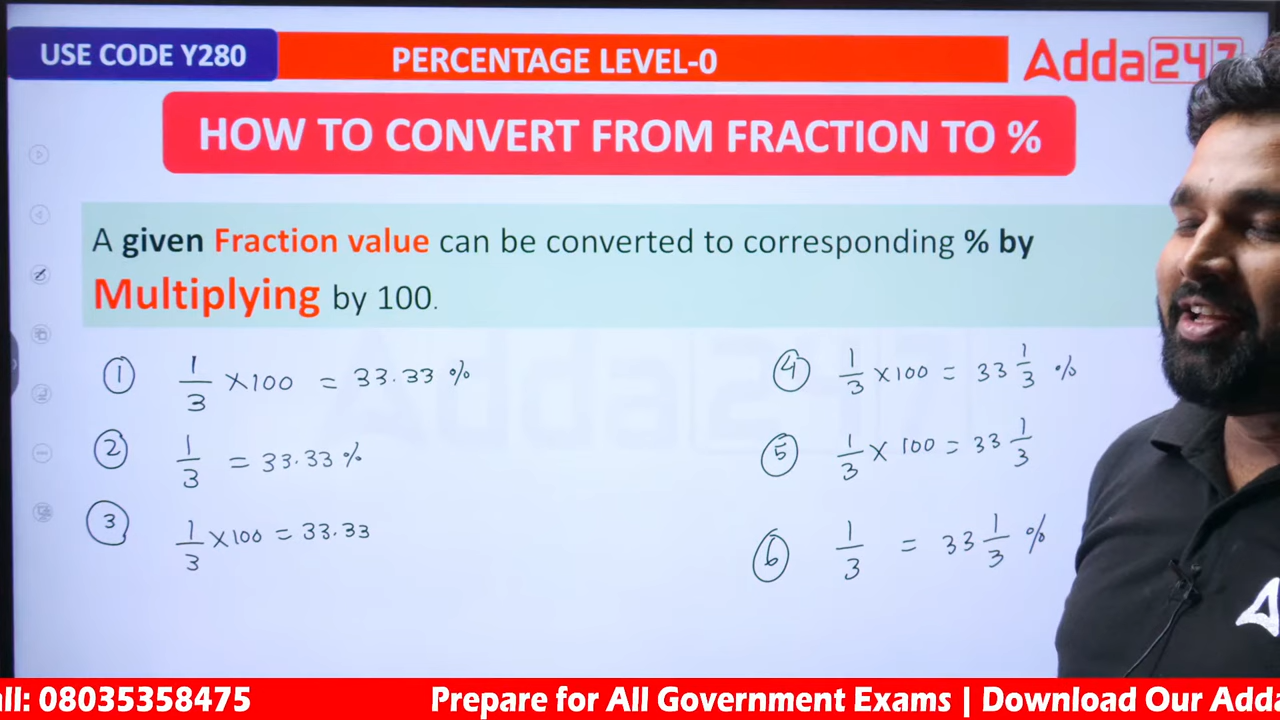 USE CODE Y280
PERCENTAGE LEVEL-0
Adda247
HOW TO CONVERT FROM FRACTION TO %
A given Fraction value can be converted to corresponding % by
Multiplying by 100.
① 1/3 ×100 = 33.33 %
② 1/3 = 33.33 %
③ 1/3 ×100 = 33.33
④ 1/3 ×100 = 33 1/3 %
⑤ 1/3 × 100 = 33 1/3
⑥ 1/3 = 33 1/3 %
all: 08035358475
Prepare for All Government Exams | Download Our Adda